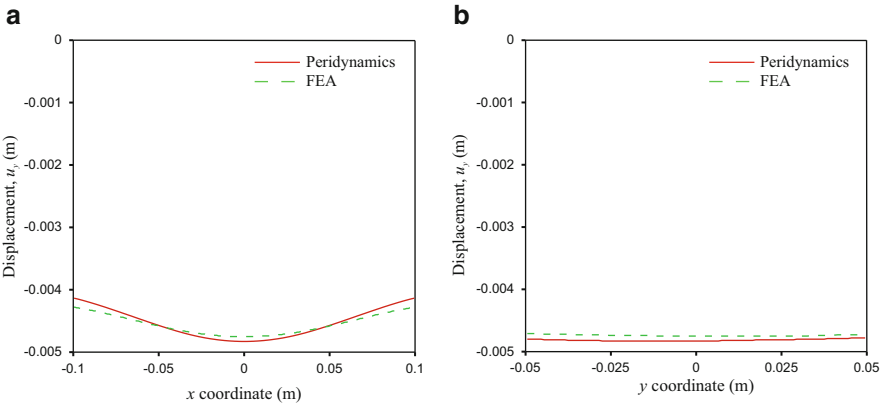 a
0
-0.001
-0.002
-0.003
-0.004
-0.005
Displacement, uy (m)
Peridynamics
FEA
-0.1
-0.05
0
0.05
0.1
x coordinate (m)
b
0
-0.001
-0.002
-0.003
-0.004
-0.005
Displacement, uy (m)
Peridynamics
FEA
-0.05
-0.025
0
0.025
0.05
y coordinate (m)